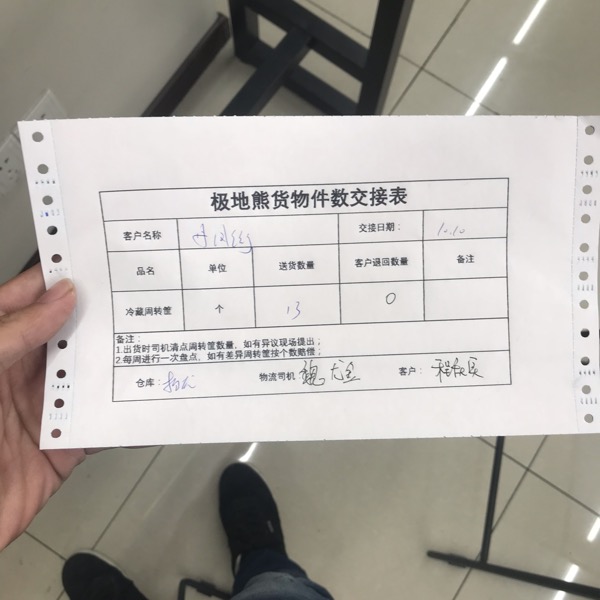 极地熊货物件数交接表
客户名称 交接日期: 10.10
品名 单位 送货数量 客户退回数量 备注
冷藏周转筐 个 13 0
备注:
1.出货时司机清点周转筐数量,如有异议现场提出;
2.每周进行一次盘点,如有差异周转筐按个数赔偿;
仓库: 物流司机 客户: